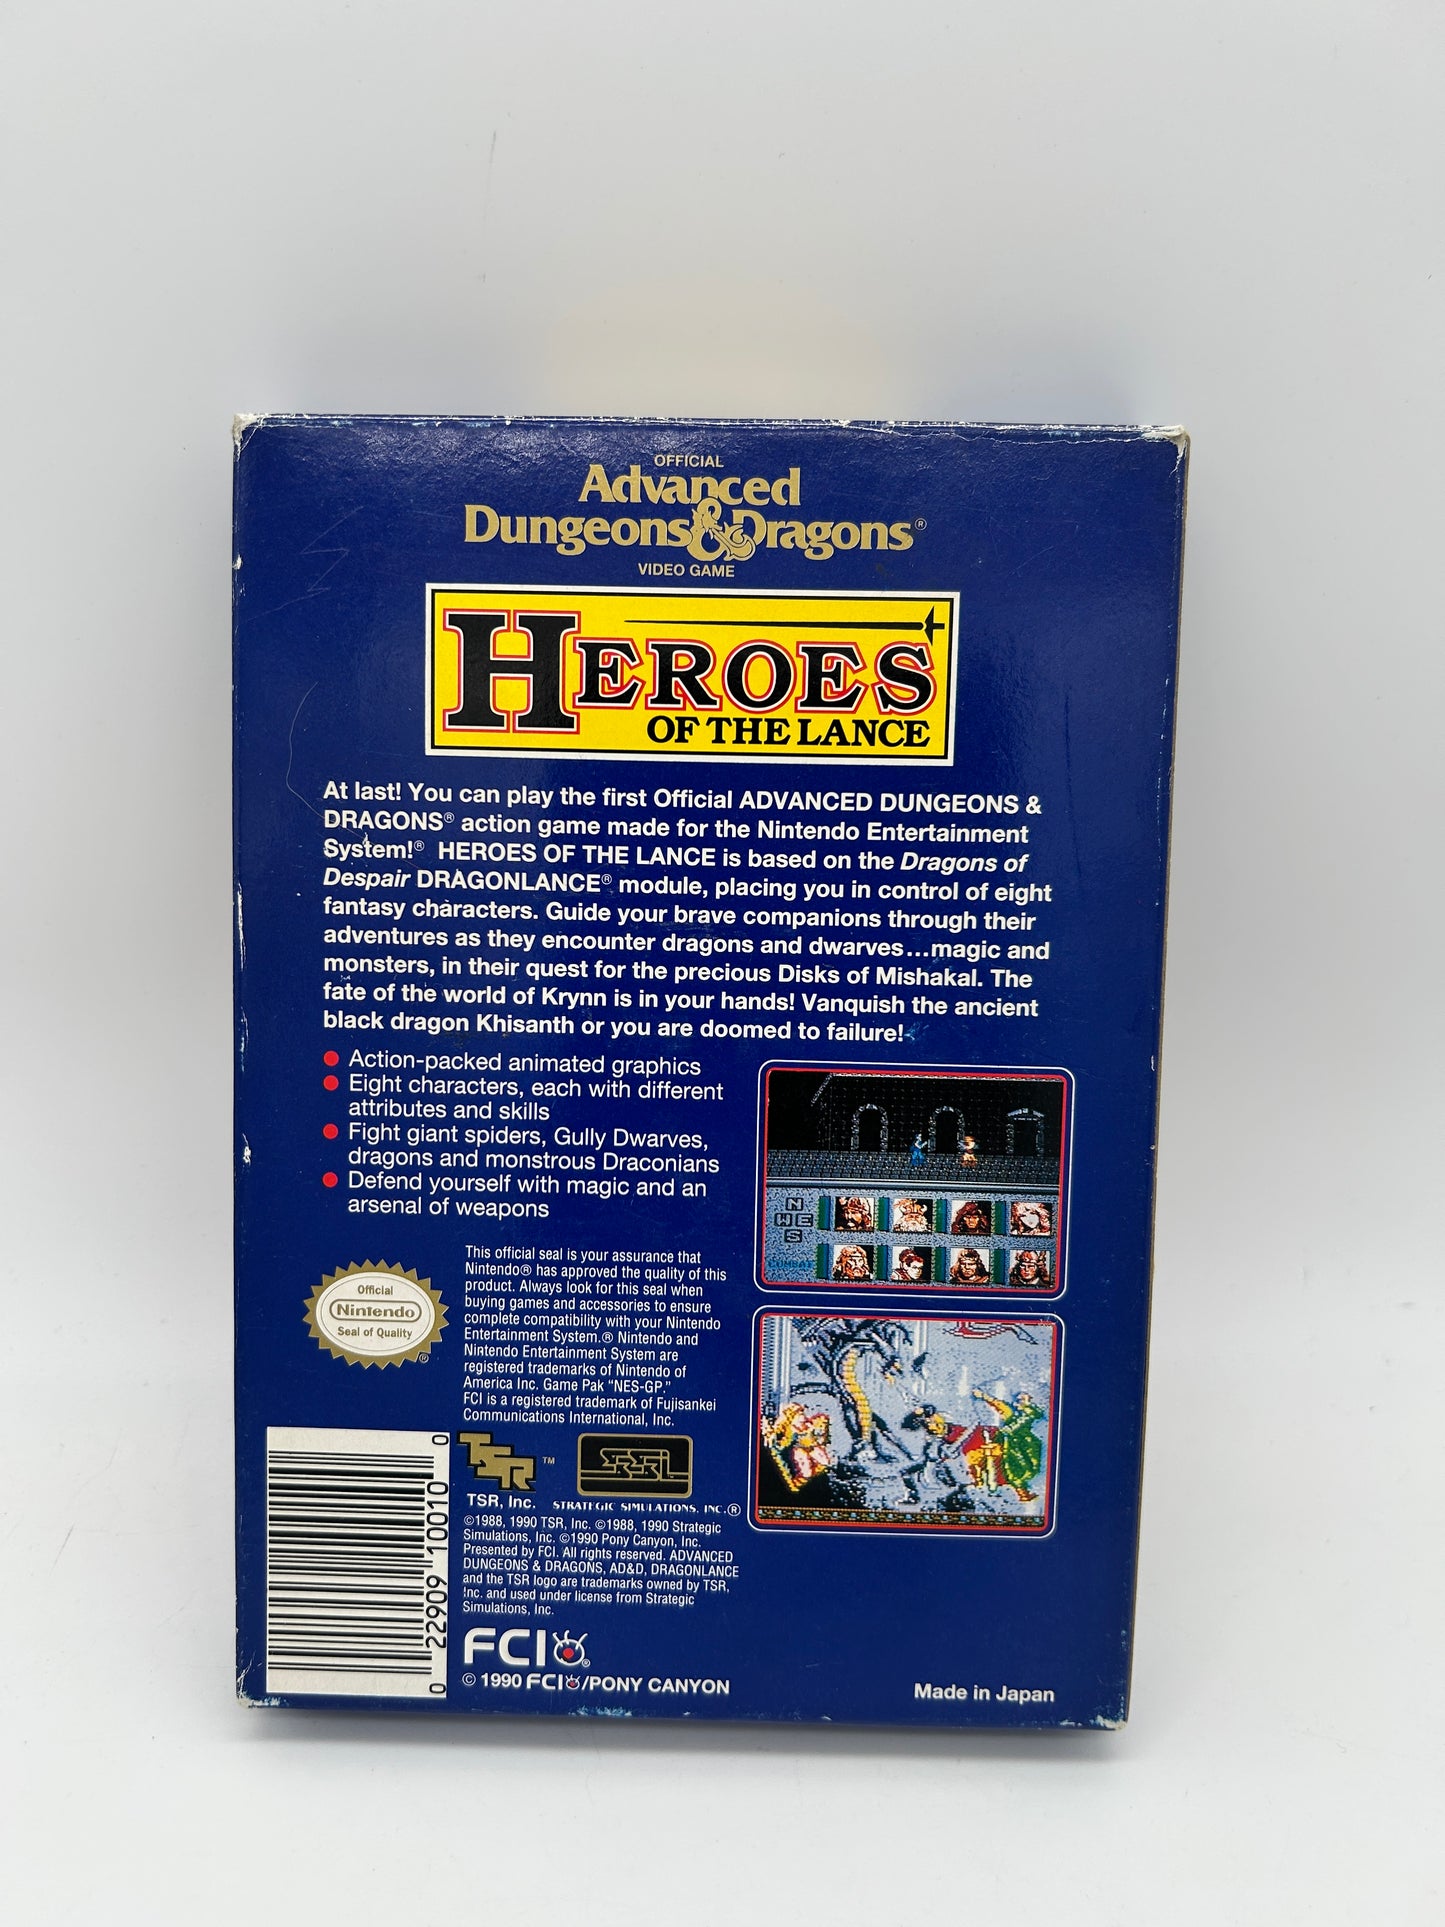 OFFICIAL
Advanced
Dungeons & Dragons®
VIDEO GAME
HEROES
OF THE LANCE
At last! You can play the first Official ADVANCED DUNGEONS &
DRAGONS® action game made for the Nintendo Entertainment
System!® HEROES OF THE LANCE is based on the Dragons of
Despair DRAGONLANCE® module, placing you in control of eight
fantasy characters. Guide your brave companions through their
adventures as they encounter dragons and dwarves...magic and
monsters, in their quest for the precious Disks of Mishakal. The
fate of the world of Krynn is in your hands! Vanquish the ancient
black dragon Khisanth or you are doomed to failure!
● Action-packed animated graphics
● Eight characters, each with different
attributes and skills
● Fight giant spiders, Gully Dwarves,
dragons and monstrous Draconians
● Defend yourself with magic and an
arsenal of weapons
N
W E
S
COMBAT
Official
Nintendo
Seal of Quality
®
This official seal is your assurance that
Nintendo® has approved the quality of this
product. Always look for this seal when
buying games and accessories to ensure
complete compatibility with your Nintendo
Entertainment System.® Nintendo and
Nintendo Entertainment System are
registered trademarks of Nintendo of
America Inc. Game Pak "NES-GP."
FCI is a registered trademark of Fujisankei
Communications International, Inc.
TSR ™
TSR, Inc.
SSI
STRATEGIC SIMULATIONS, INC.®
©1988, 1990 TSR, Inc. ©1988, 1990 Strategic
Simulations, Inc. ©1990 Pony Canyon, Inc.
Presented by FCI. All rights reserved. ADVANCED
DUNGEONS & DRAGONS, AD&D, DRAGONLANCE
and the TSR logo are trademarks owned by TSR,
Inc. and used under license from Strategic
Simulations, Inc.
FCI®
© 1990 FCI/PONY CANYON
Made in Japan
0 22909 10010 0